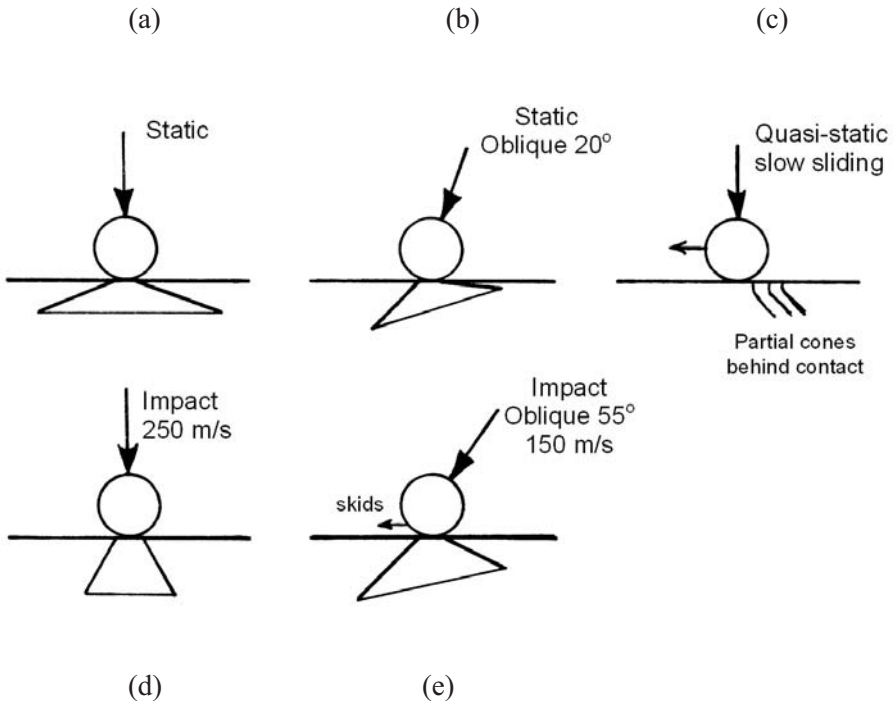 (a)
(b)
(c)
Static
Static
Oblique 20°
Quasi-static
slow sliding
Partial cones
behind contact
Impact
250 m/s
Impact
Oblique 55°
150 m/s
skids
(d)
(e)